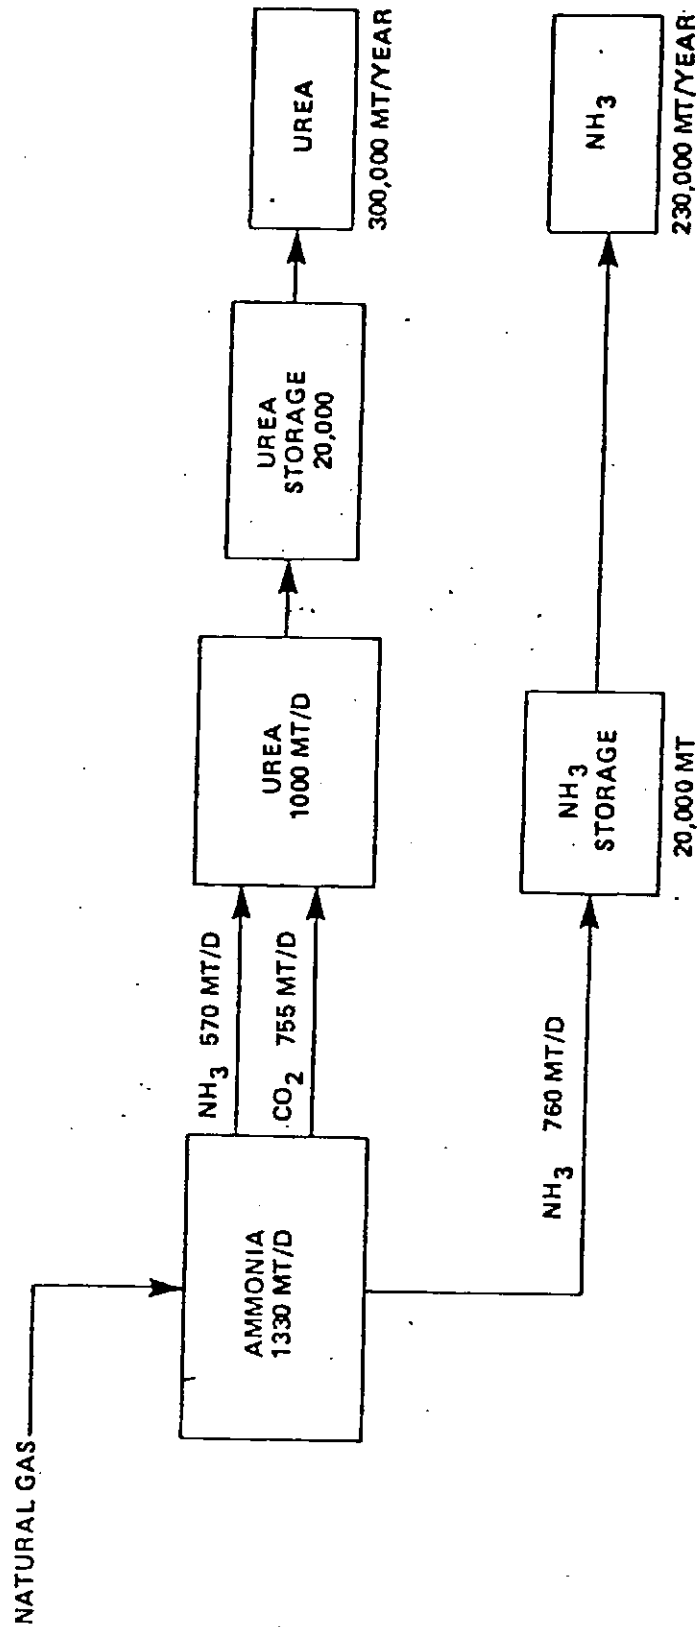 NATURAL GAS
AMMONIA
1330 MT/D
NH3 570 MT/D
CO2 755 MT/D
UREA
1000 MT/D
UREA
STORAGE
20,000
UREA
300,000 MT/YEAR
NH3 760 MT/D
NH3
STORAGE
20,000 MT
NH3
230,000 MT/YEAR